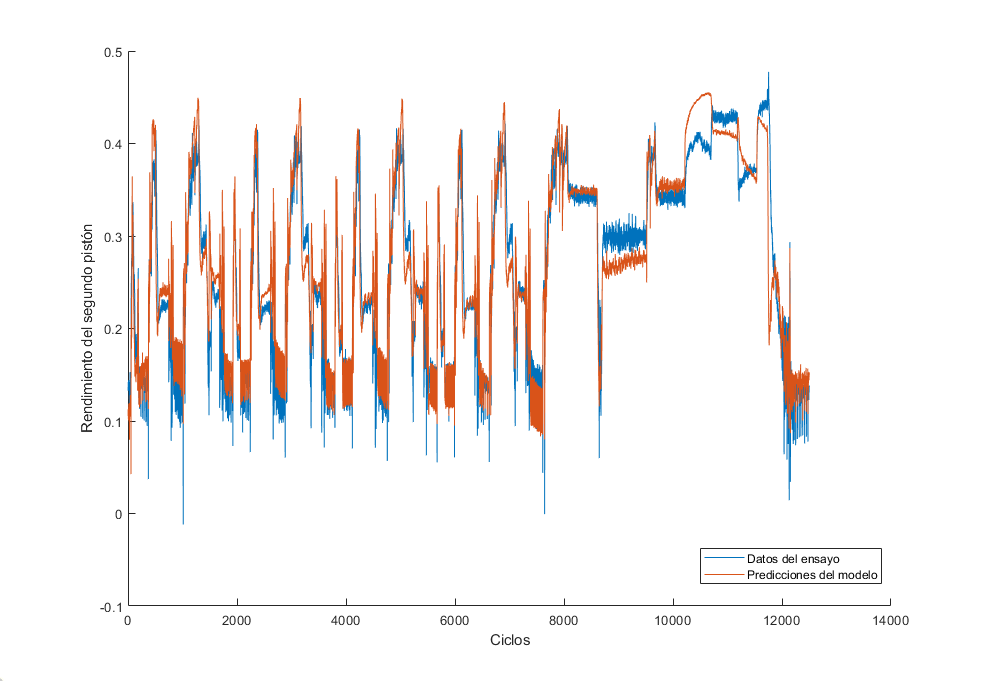 0.5
0.4
0.3
0.2
0.1
0
-0.1
Rendimiento del segundo pistón
0 2000 4000 6000 8000 10000 12000 14000
Ciclos
Datos del ensayo
Predicciones del modelo